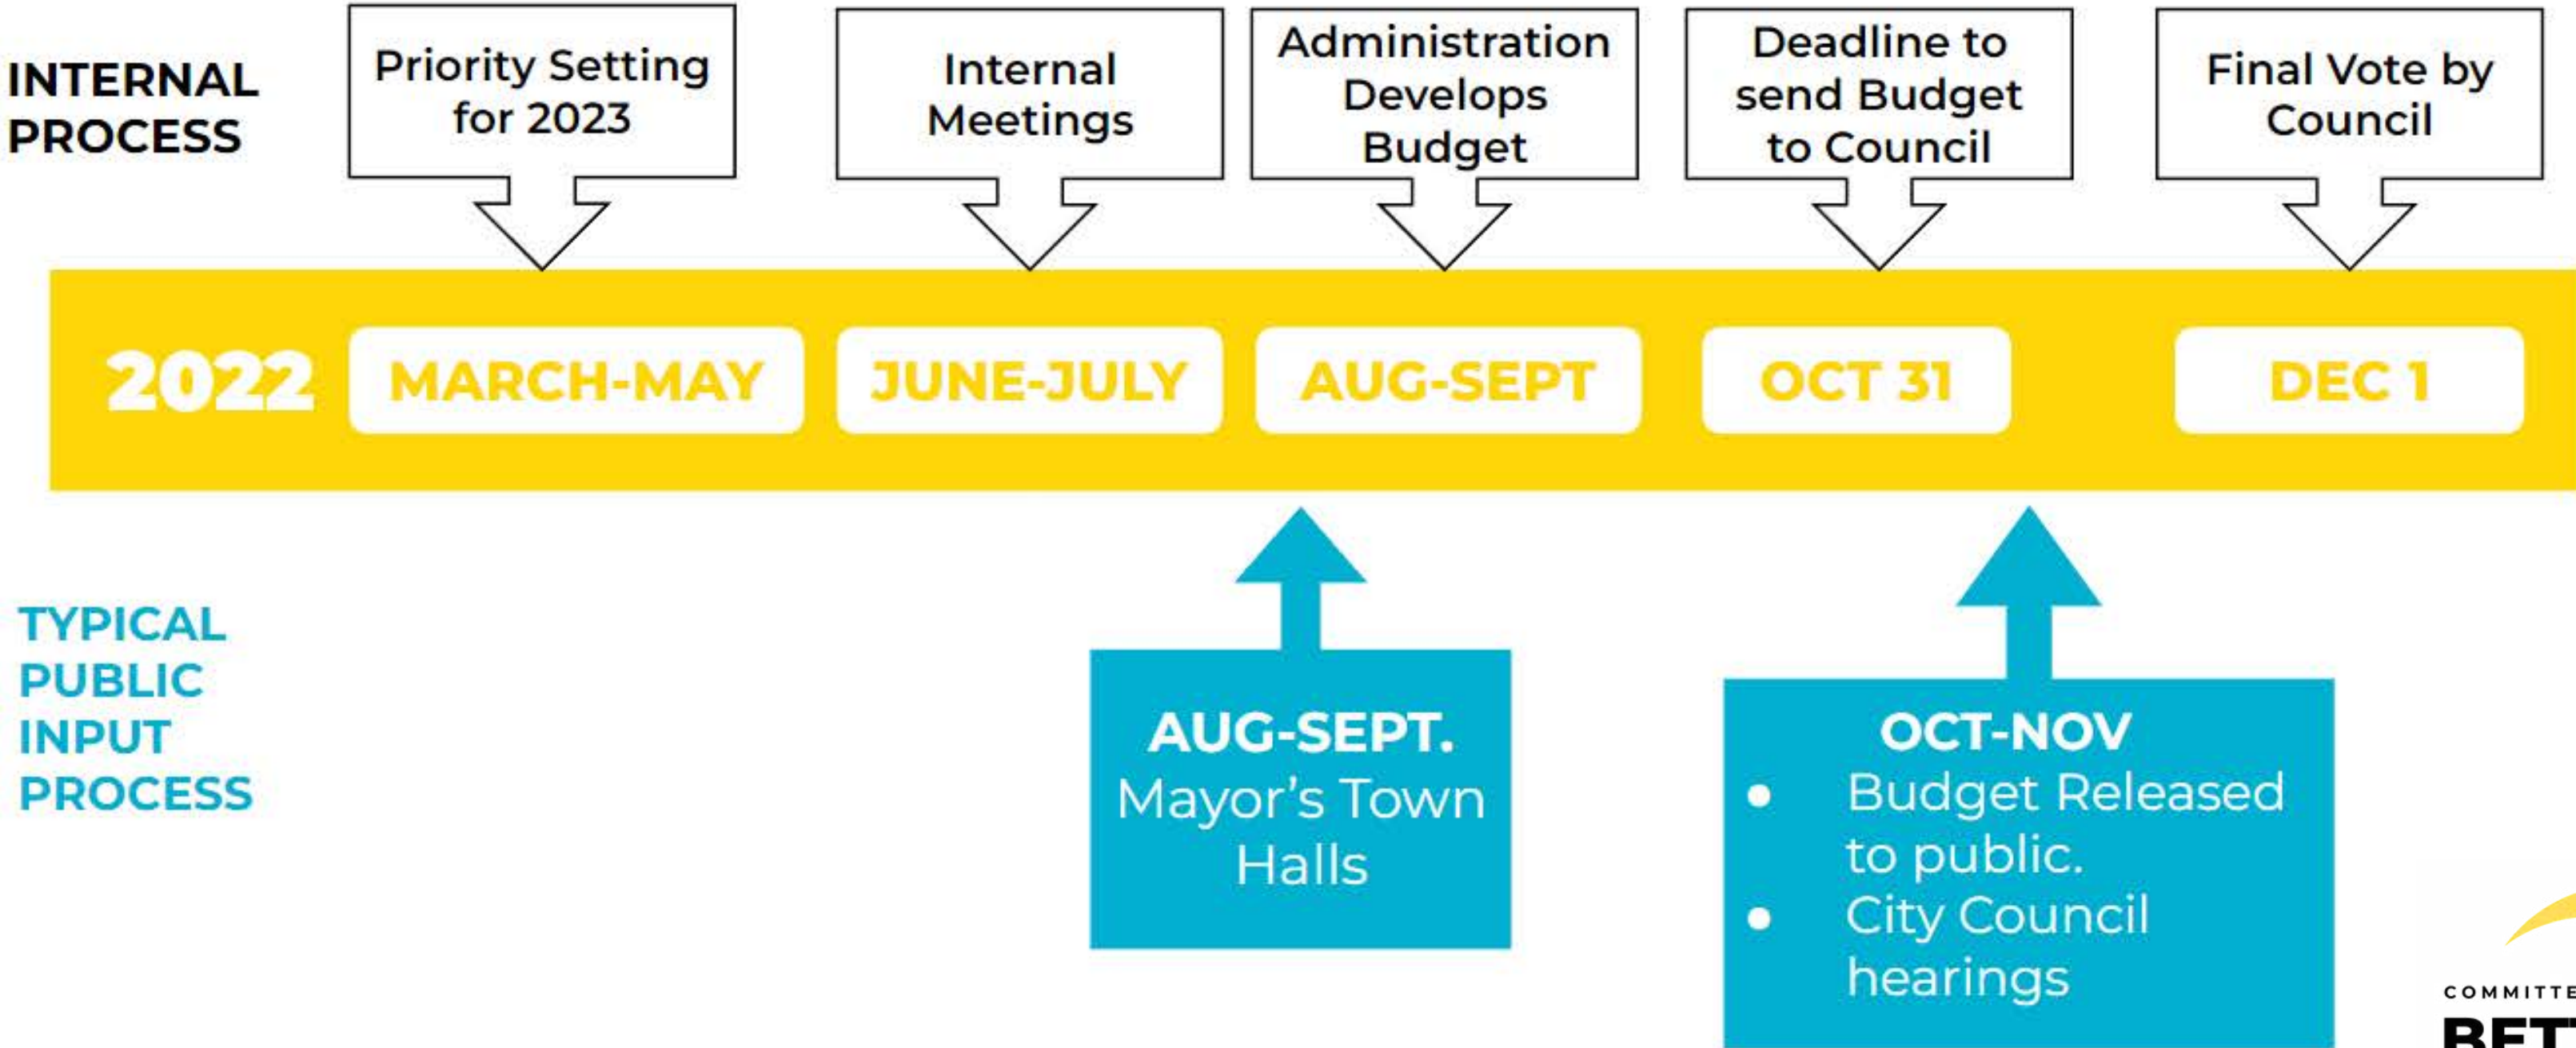 INTERNAL
PROCESS
Priority Setting
for 2023
Internal
Meetings
Administration
Develops
Budget
Deadline to
send Budget
to Council
Final Vote by
Council
2022
MARCH-MAY
JUNE-JULY
AUG-SEPT
OCT 31
DEC 1
TYPICAL
PUBLIC
INPUT
PROCESS
AUG-SEPT.
Mayor's Town
Halls
OCT-NOV
● Budget Released
to public.
● City Council
hearings